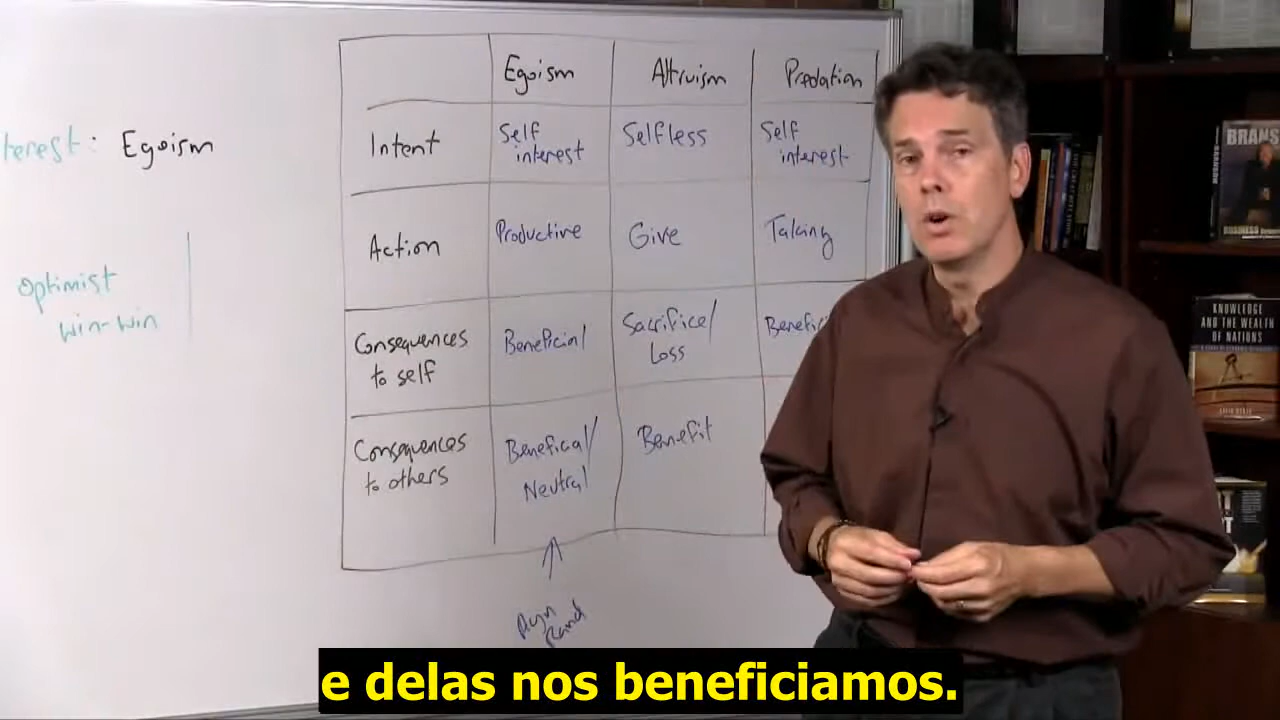 Egoism Altruism Predation
terest: Egoism
Intent Self interest Selfless Self interest
Action Productive Give Taking
Optimist
win-win
Consequences to self Beneficial Sacrifice/ Loss
Consequences to others Benefical/ Neutral Benefit
Ayn Rand
BRANS
BUSINESS
KNOWLEDGE
AND THE WEALTH
OF NATIONS
e delas nos beneficiamos.